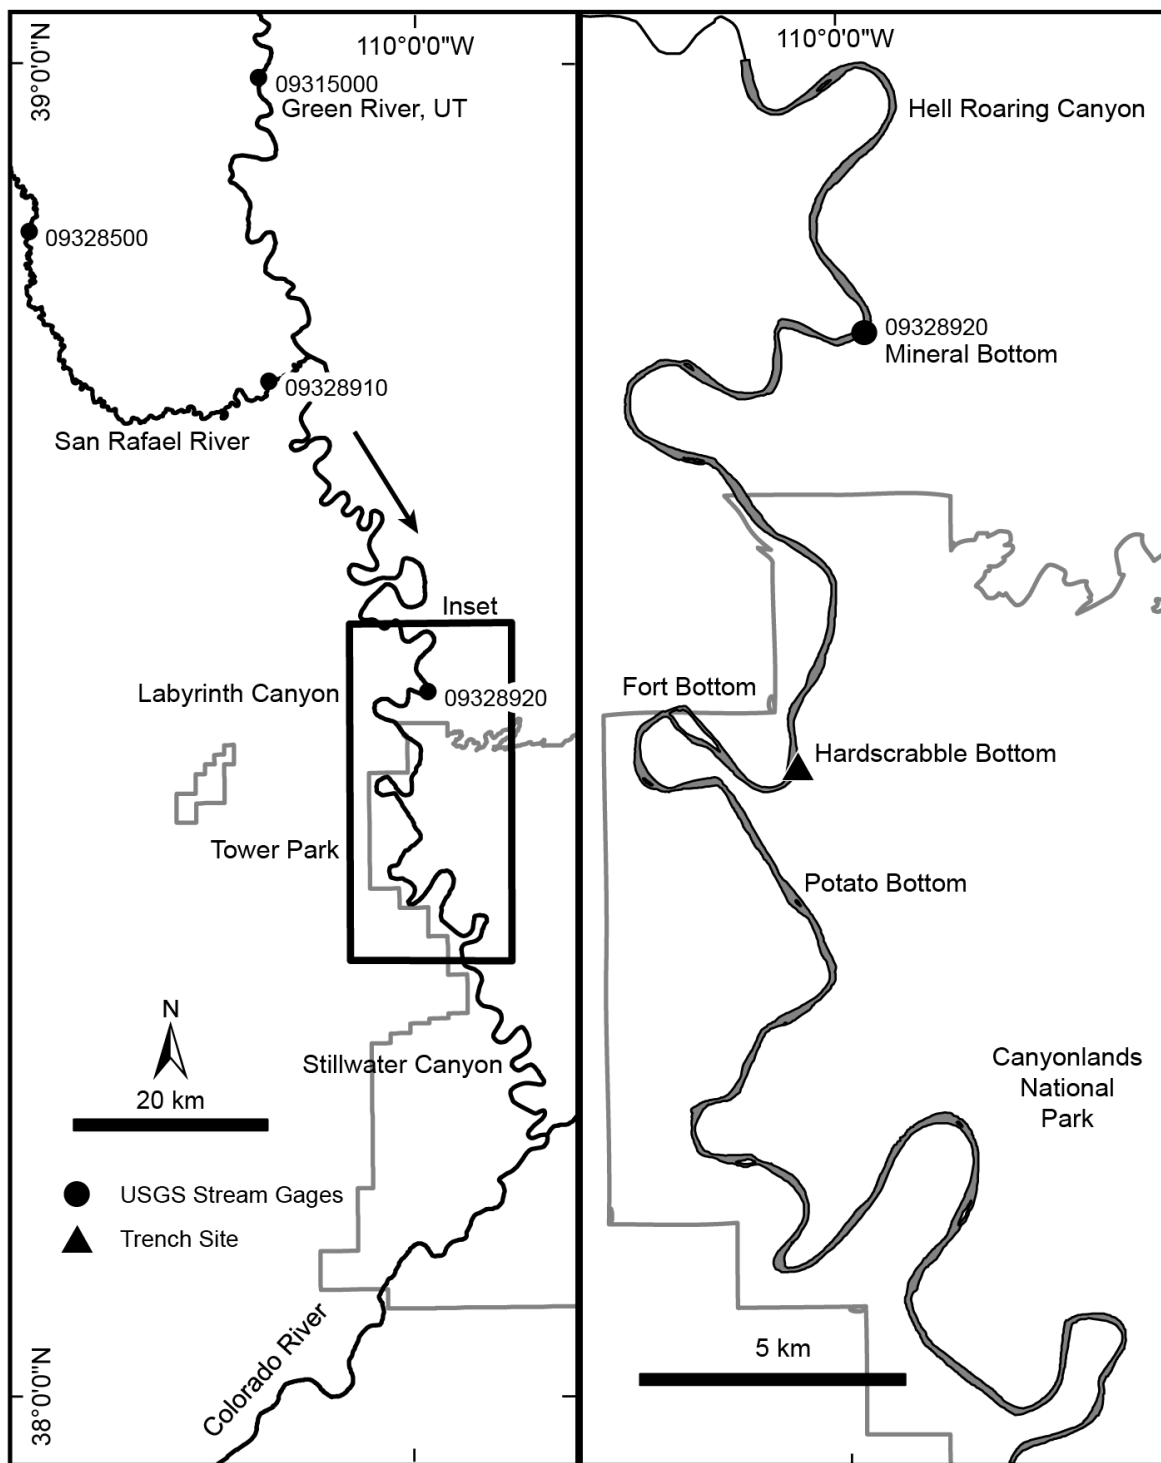 39°0'0"N
110°0'0"W
09315000
Green River, UT
09328500
09328910
San Rafael River
Inset
Labyrinth Canyon
09328920
Tower Park
N
20 km
Stillwater Canyon
USGS Stream Gages
Trench Site
Colorado River
38°0'0"N
110°0'0"W
Hell Roaring Canyon
09328920
Mineral Bottom
Fort Bottom
Hardscrabble Bottom
Potato Bottom
Canyonlands
National
Park
5 km